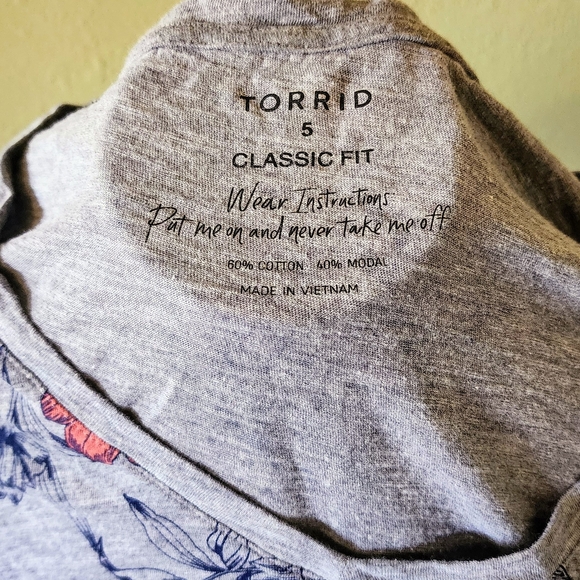 TORRID
5
CLASSIC FIT
Wear Instructions
Put me on and never take me off
60% COTTON 40% MODAL
MADE IN VIETNAM